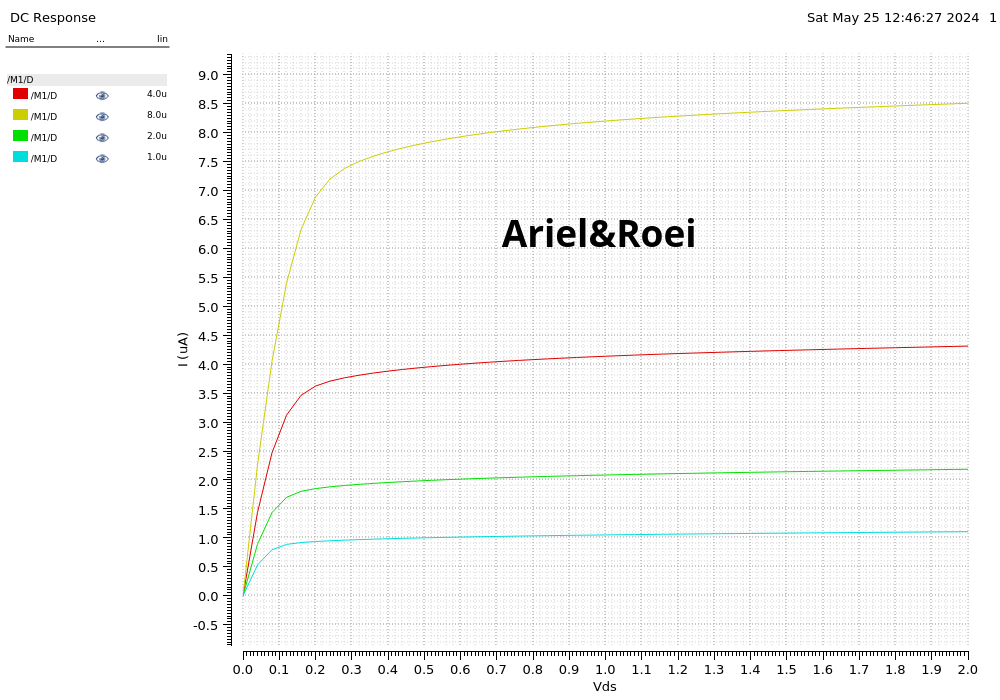 DC Response
Sat May 25 12:46:27 2024 1
Name ... Iin
/M1/D
/M1/D 4.0u
/M1/D 8.0u
/M1/D 2.0u
/M1/D 1.0u
I (uA)
9.0
8.5
8.0
7.5
7.0
6.5
6.0
5.5
5.0
4.5
4.0
3.5
3.0
2.5
2.0
1.5
1.0
0.5
0.0
-0.5
Ariel&Roei
0.0 0.1 0.2 0.3 0.4 0.5 0.6 0.7 0.8 0.9 1.0 1.1 1.2 1.3 1.4 1.5 1.6 1.7 1.8 1.9 2.0
Vds